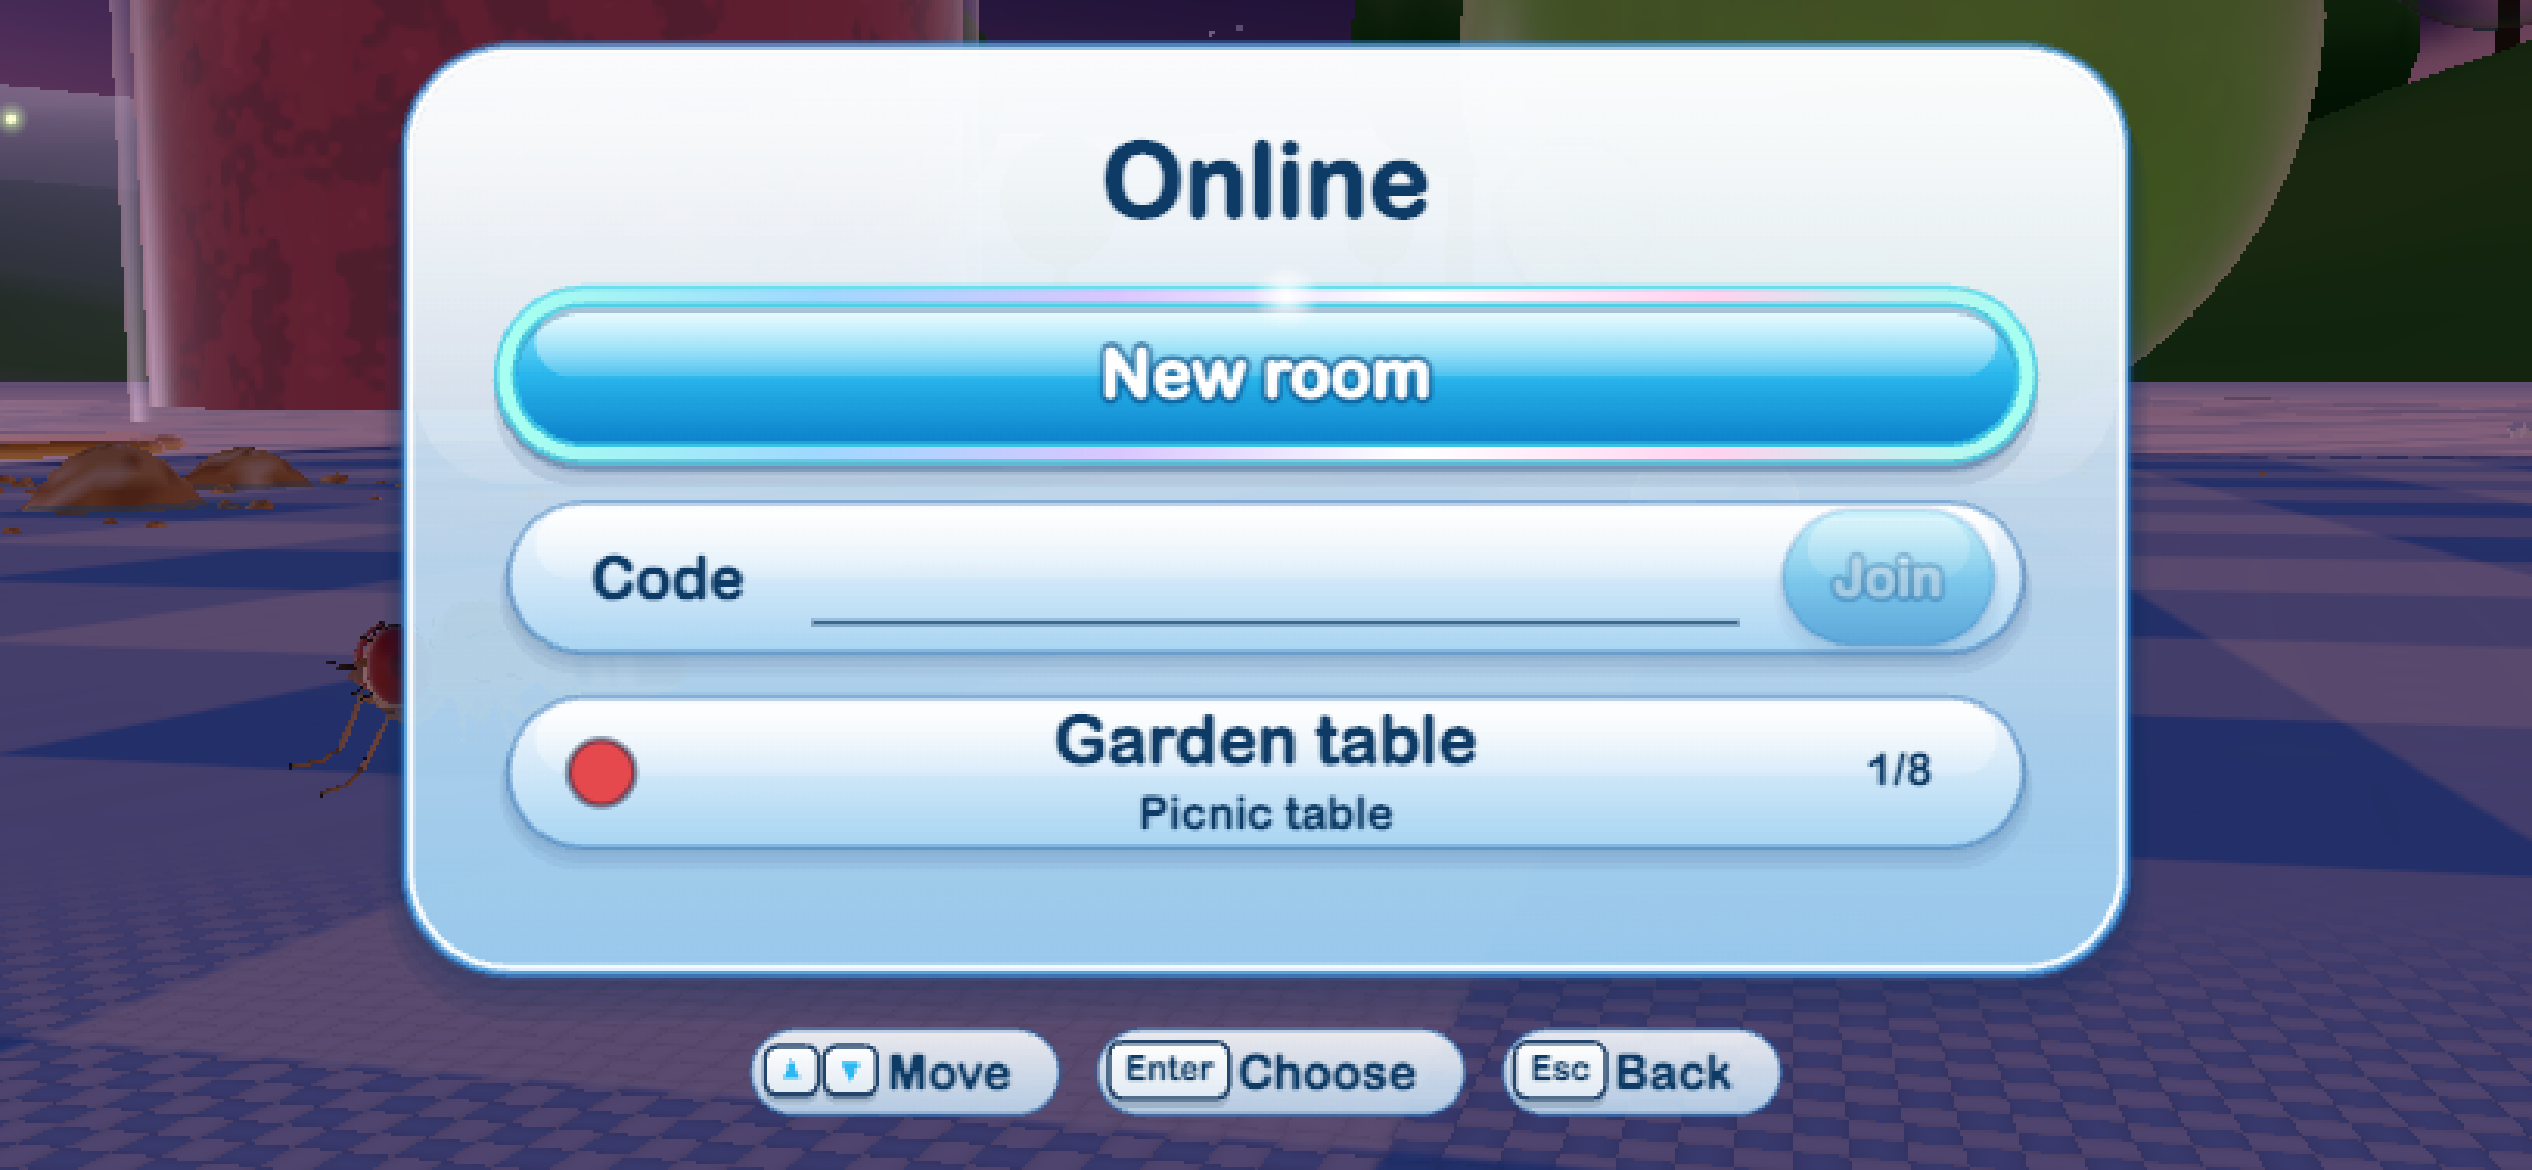 Online
New room
Code
Join
Garden table
1/8
Picnic table
Move
Enter Choose
Esc Back